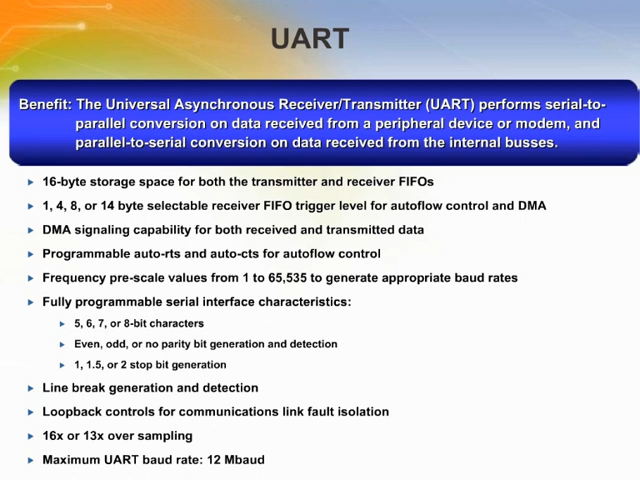 UART
Benefit: The Universal Asynchronous Receiver/Transmitter (UART) performs serial-to-
parallel conversion on data received from a peripheral device or modem, and
parallel-to-serial conversion on data received from the internal busses.
16-byte storage space for both the transmitter and receiver FIFOs
1, 4, 8, or 14 byte selectable receiver FIFO trigger level for autoflow control and DMA
DMA signaling capability for both received and transmitted data
Programmable auto-rts and auto-cts for autoflow control
Frequency pre-scale values from 1 to 65,535 to generate appropriate baud rates
Fully programmable serial interface characteristics:
5, 6, 7, or 8-bit characters
Even, odd, or no parity bit generation and detection
1, 1.5, or 2 stop bit generation
Line break generation and detection
Loopback controls for communications link fault isolation
16x or 13x over sampling
Maximum UART baud rate: 12 Mbaud